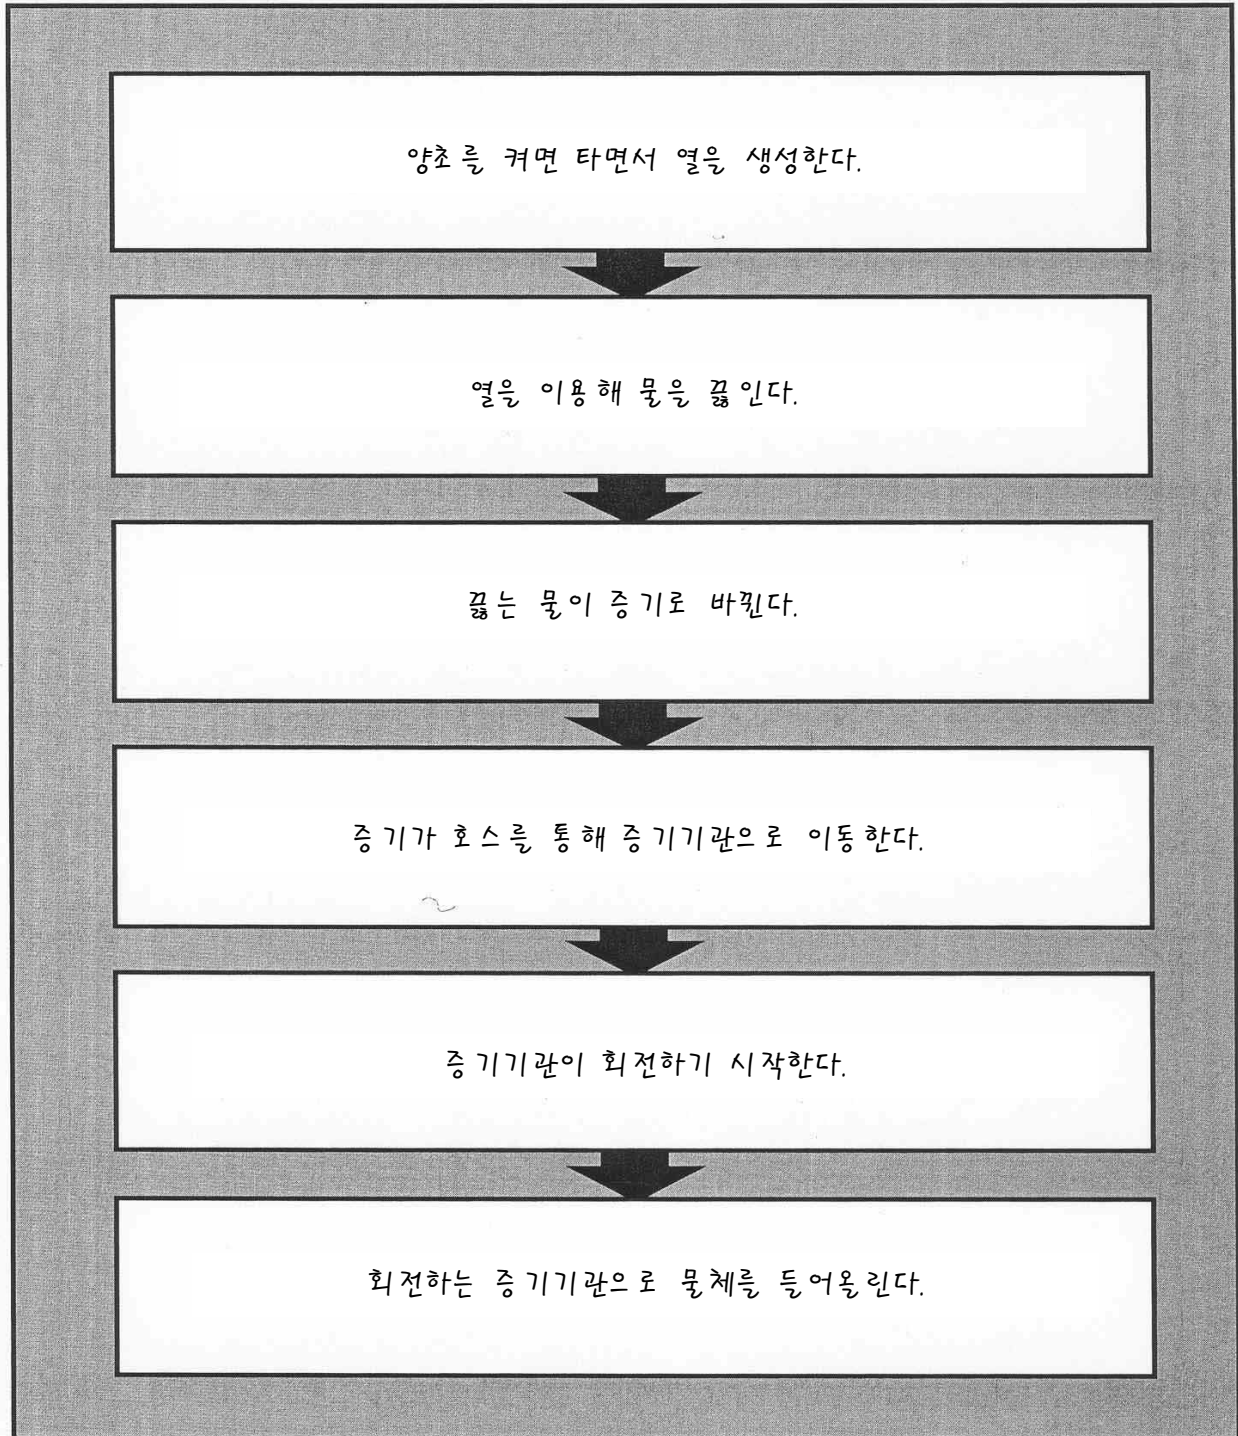 양초를 켜면 타면서 열을 생성한다.
열을 이용해 물을 끓인다.
끓는 물이 증기로 바뀐다.
증기가 호스를 통해 증기기관으로 이동한다.
증기기관이 회전하기 시작한다.
회전하는 증기기관으로 물체를 들어올린다.